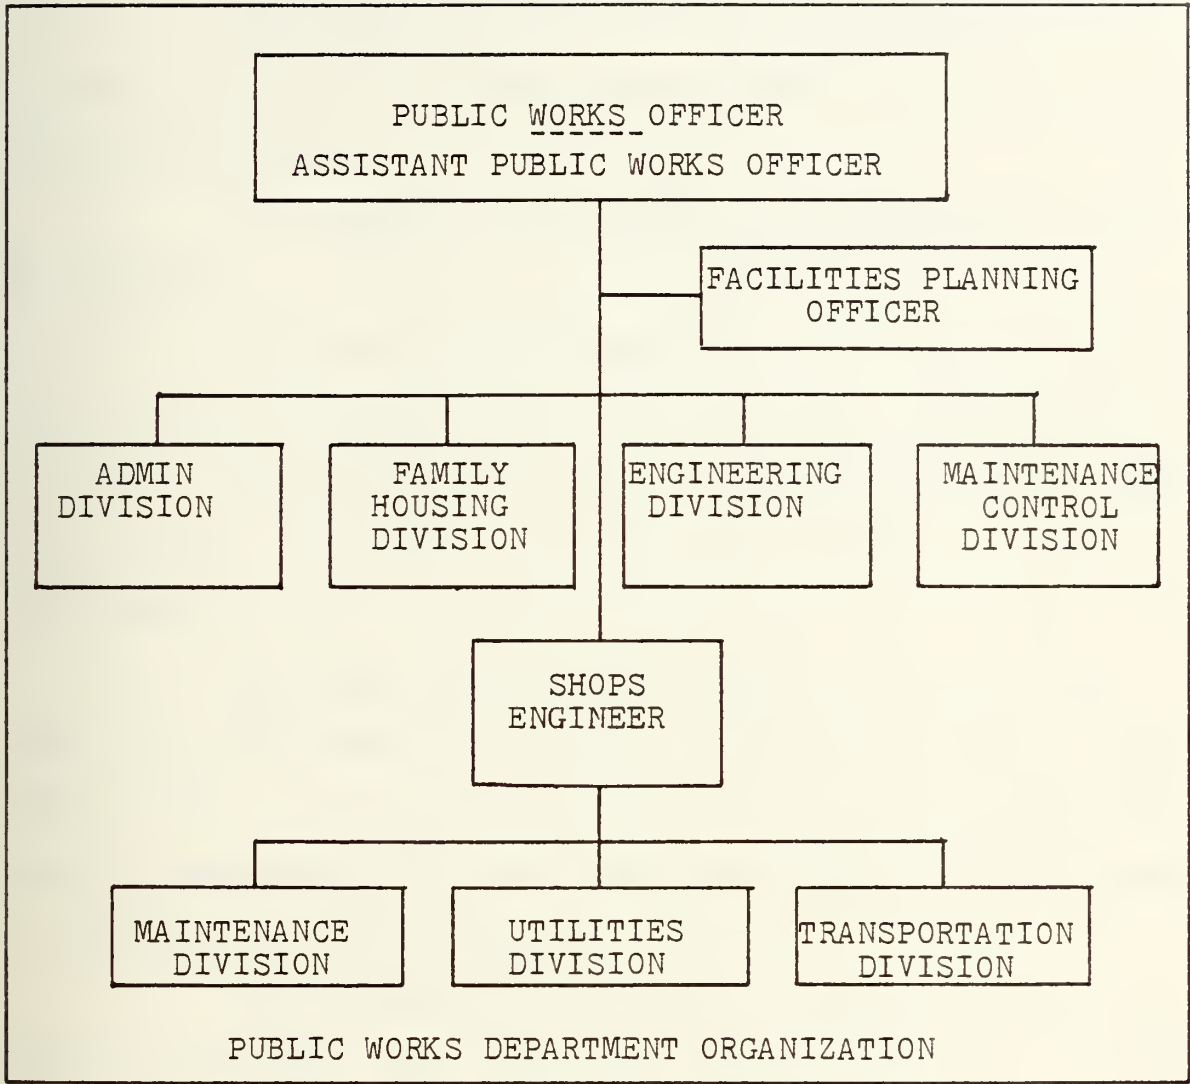 PUBLIC WORKS OFFICER
ASSISTANT PUBLIC WORKS OFFICER
FACILITIES PLANNING
OFFICER
ADMIN
DIVISION
FAMILY
HOUSING
DIVISION
ENGINEERING
DIVISION
MAINTENANCE
CONTROL
DIVISION
SHOPS
ENGINEER
MAINTENANCE
DIVISION
UTILITIES
DIVISION
TRANSPORTATION
DIVISION
PUBLIC WORKS DEPARTMENT ORGANIZATION